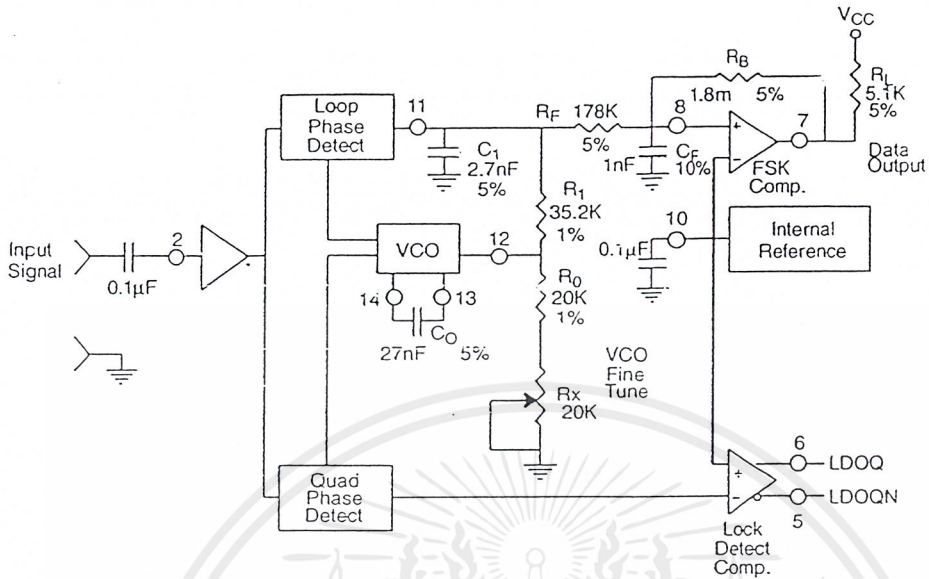 VCC
RB
1.8m 5%
RL
5.1K
5%
Loop
Phase
Detect
11
RF 178K
5%
8
7
+
−
FSK
Comp.
Data
Output
C1
2.7nF
5%
1nF
CF
10%
R1
35.2K
1%
10
0.1µF
Internal
Reference
Input
Signal
2
0.1µF
VCO
12
14
13
CO
27nF 5%
R0
20K
1%
VCO
Fine
Tune
Rx
20K
Quad
Phase
Detect
+
−
6
LDOQ
LDOQN
5
Lock
Detect
Comp.